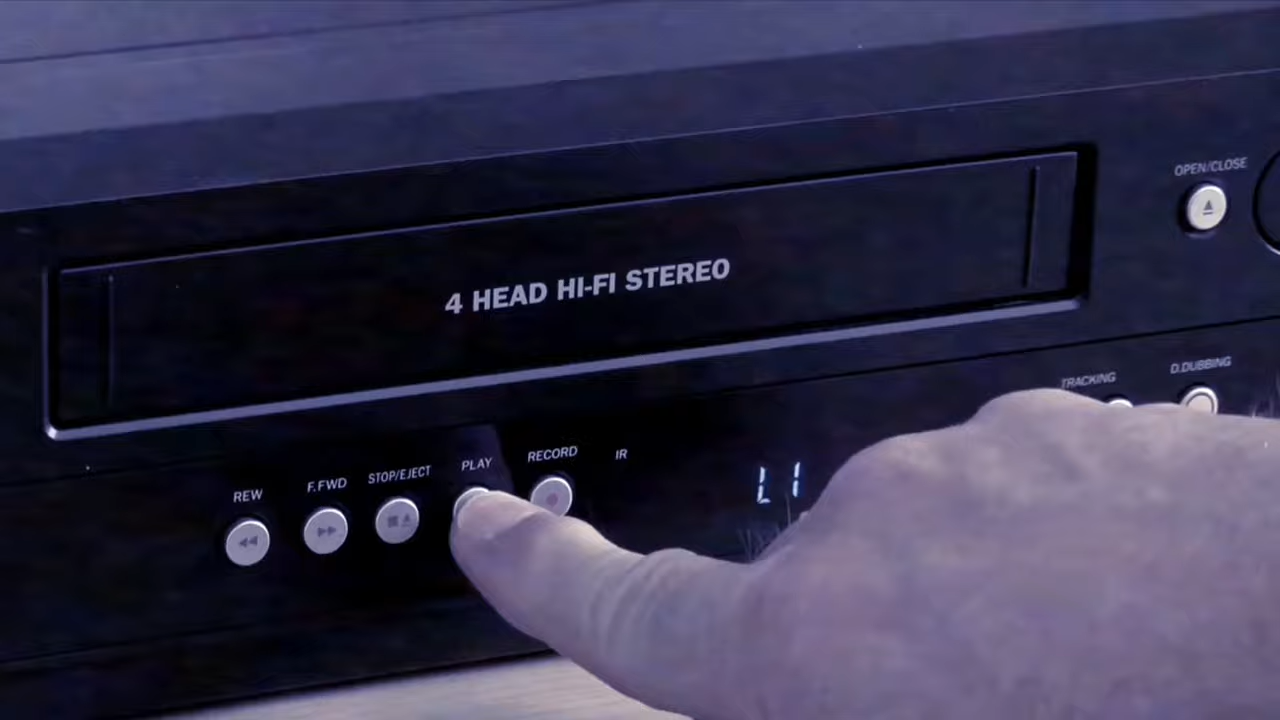 OPEN/CLOSE
4 HEAD HI-FI STEREO
TRACKING
D.DUBBING
REW
F.FWD
STOP/EJECT
PLAY
RECORD
IR
L1